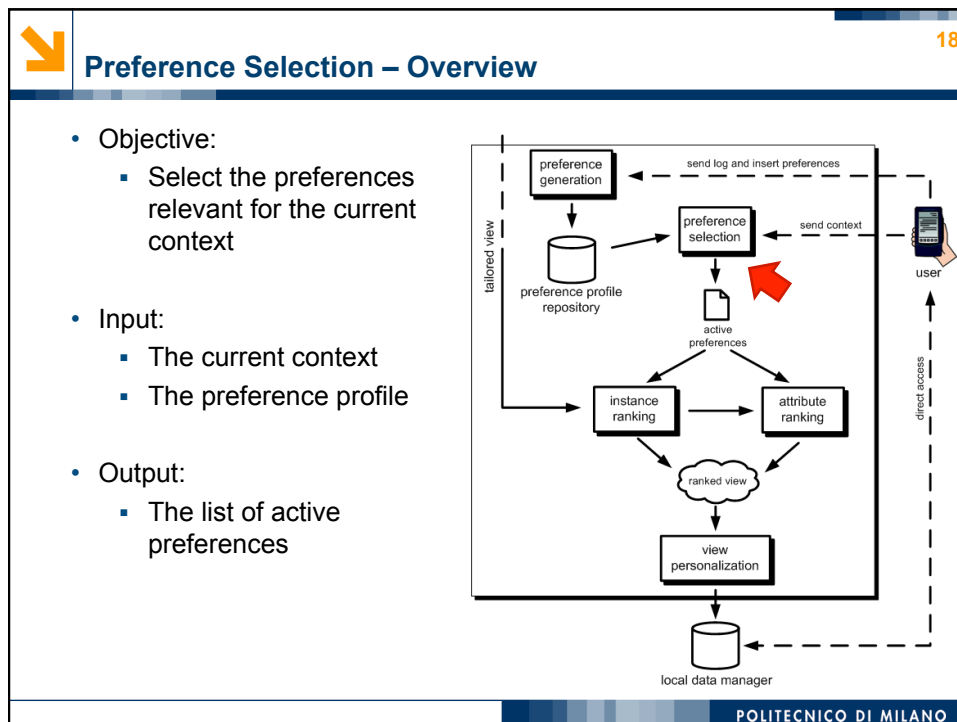 18
Preference Selection – Overview
• Objective:
▪ Select the preferences
relevant for the current
context
• Input:
▪ The current context
▪ The preference profile
• Output:
▪ The list of active
preferences
preference
generation
send log and insert preferences
preference
selection
send context
user
tailored view
preference profile
repository
active
preferences
direct access
instance
ranking
attribute
ranking
ranked view
view
personalization
local data manager
POLITECNICO DI MILANO